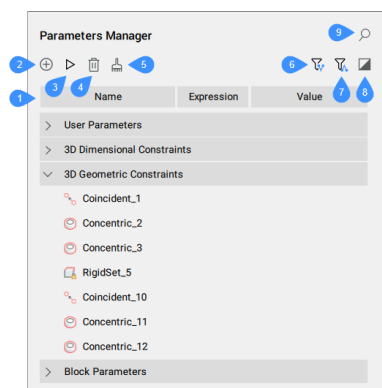 Parameters Manager
9
2
3
4
5
6
7
8
1
Name Expression Value
User Parameters
3D Dimensional Constraints
3D Geometric Constraints
Coincident_1
Concentric_2
Concentric_3
RigidSet_5
Coincident_10
Concentric_11
Concentric_12
Block Parameters